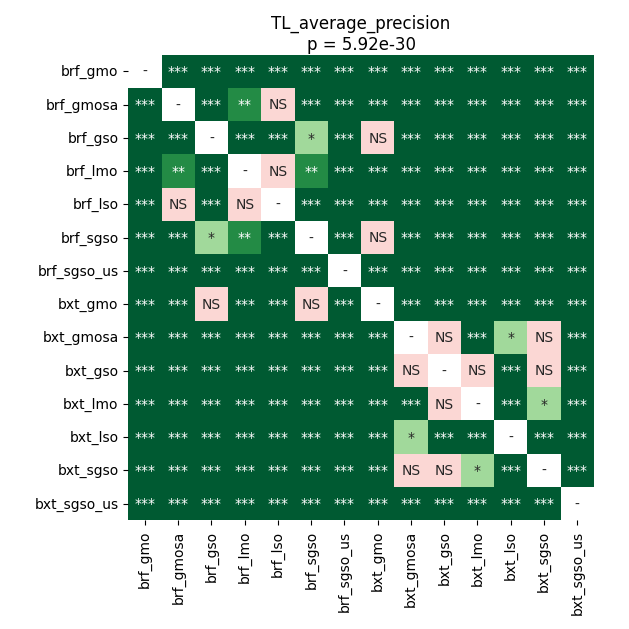 TL_average_precision
p = 5.92e-30
brf_gmo - *** *** *** *** *** *** *** *** *** *** *** *** ***
brf_gmosa *** - *** ** NS *** *** *** *** *** *** *** *** ***
brf_gso *** *** - *** *** * *** NS *** *** *** *** *** ***
brf_lmo *** ** *** - NS ** *** *** *** *** *** *** *** ***
brf_lso *** NS *** NS - *** *** *** *** *** *** *** *** ***
brf_sgso *** *** * ** *** - *** NS *** *** *** *** *** ***
brf_sgso_us *** *** *** *** *** *** - *** *** *** *** *** *** ***
bxt_gmo *** *** NS *** *** NS *** - *** *** *** *** *** ***
bxt_gmosa *** *** *** *** *** *** *** *** - NS *** * NS ***
bxt_gso *** *** *** *** *** *** *** *** NS - NS *** NS ***
bxt_lmo *** *** *** *** *** *** *** *** *** NS - *** * ***
bxt_lso *** *** *** *** *** *** *** *** * *** *** - *** ***
bxt_sgso *** *** *** *** *** *** *** *** NS NS * *** - ***
bxt_sgso_us *** *** *** *** *** *** *** *** *** *** *** *** *** -
brf_gmo brf_gmosa brf_gso brf_lmo brf_lso brf_sgso brf_sgso_us bxt_gmo bxt_gmosa bxt_gso bxt_lmo bxt_lso bxt_sgso bxt_sgso_us